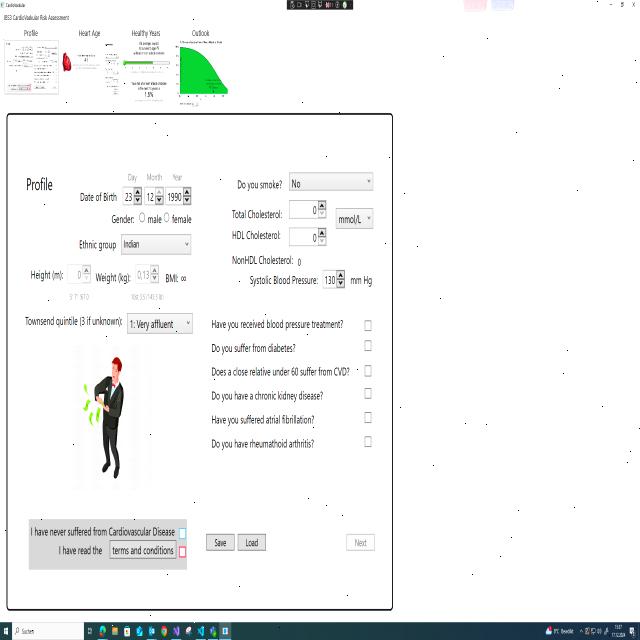 CardioVascular
JBS3 CardioVascular Risk Assessment
Profile
Heart Age
Healthy Years
Outlook
Profile
Day Month Year
Date of Birth 23 12 1990
Gender: male female
Ethnic group Indian
Height (m): 0 Weight (kg): 0,13 BMI: ∞
Townsend quintile (3 if unknown): 1: Very affluent
Do you smoke? No
Total Cholesterol: 0 mmol/L
HDL Cholesterol: 0
NonHDL Cholesterol: 0
Systolic Blood Pressure: 130 mm Hg
Have you received blood pressure treatment?
Do you suffer from diabetes?
Does a close relative under 60 suffer from CVD?
Do you have a chronic kidney disease?
Have you suffered atrial fibrillation?
Do you have rheumathoid arthritis?
I have never suffered from Cardiovascular Disease
I have read the terms and conditions
Save Load Next
Suchen